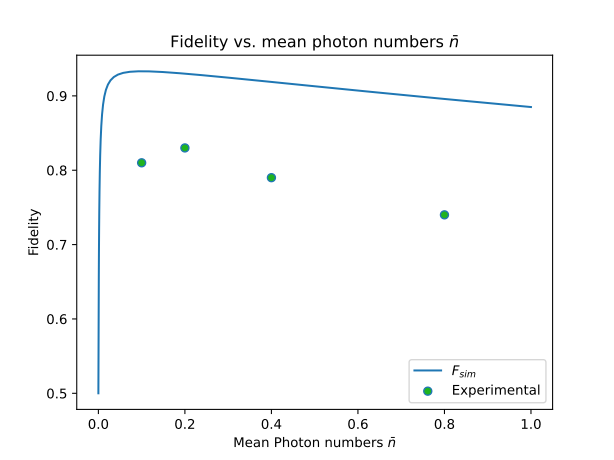 Fidelity vs. mean photon numbers n̄
Fidelity
0.9
0.8
0.7
0.6
0.5
0.0 0.2 0.4 0.6 0.8 1.0
Mean Photon numbers n̄
F_sim
Experimental